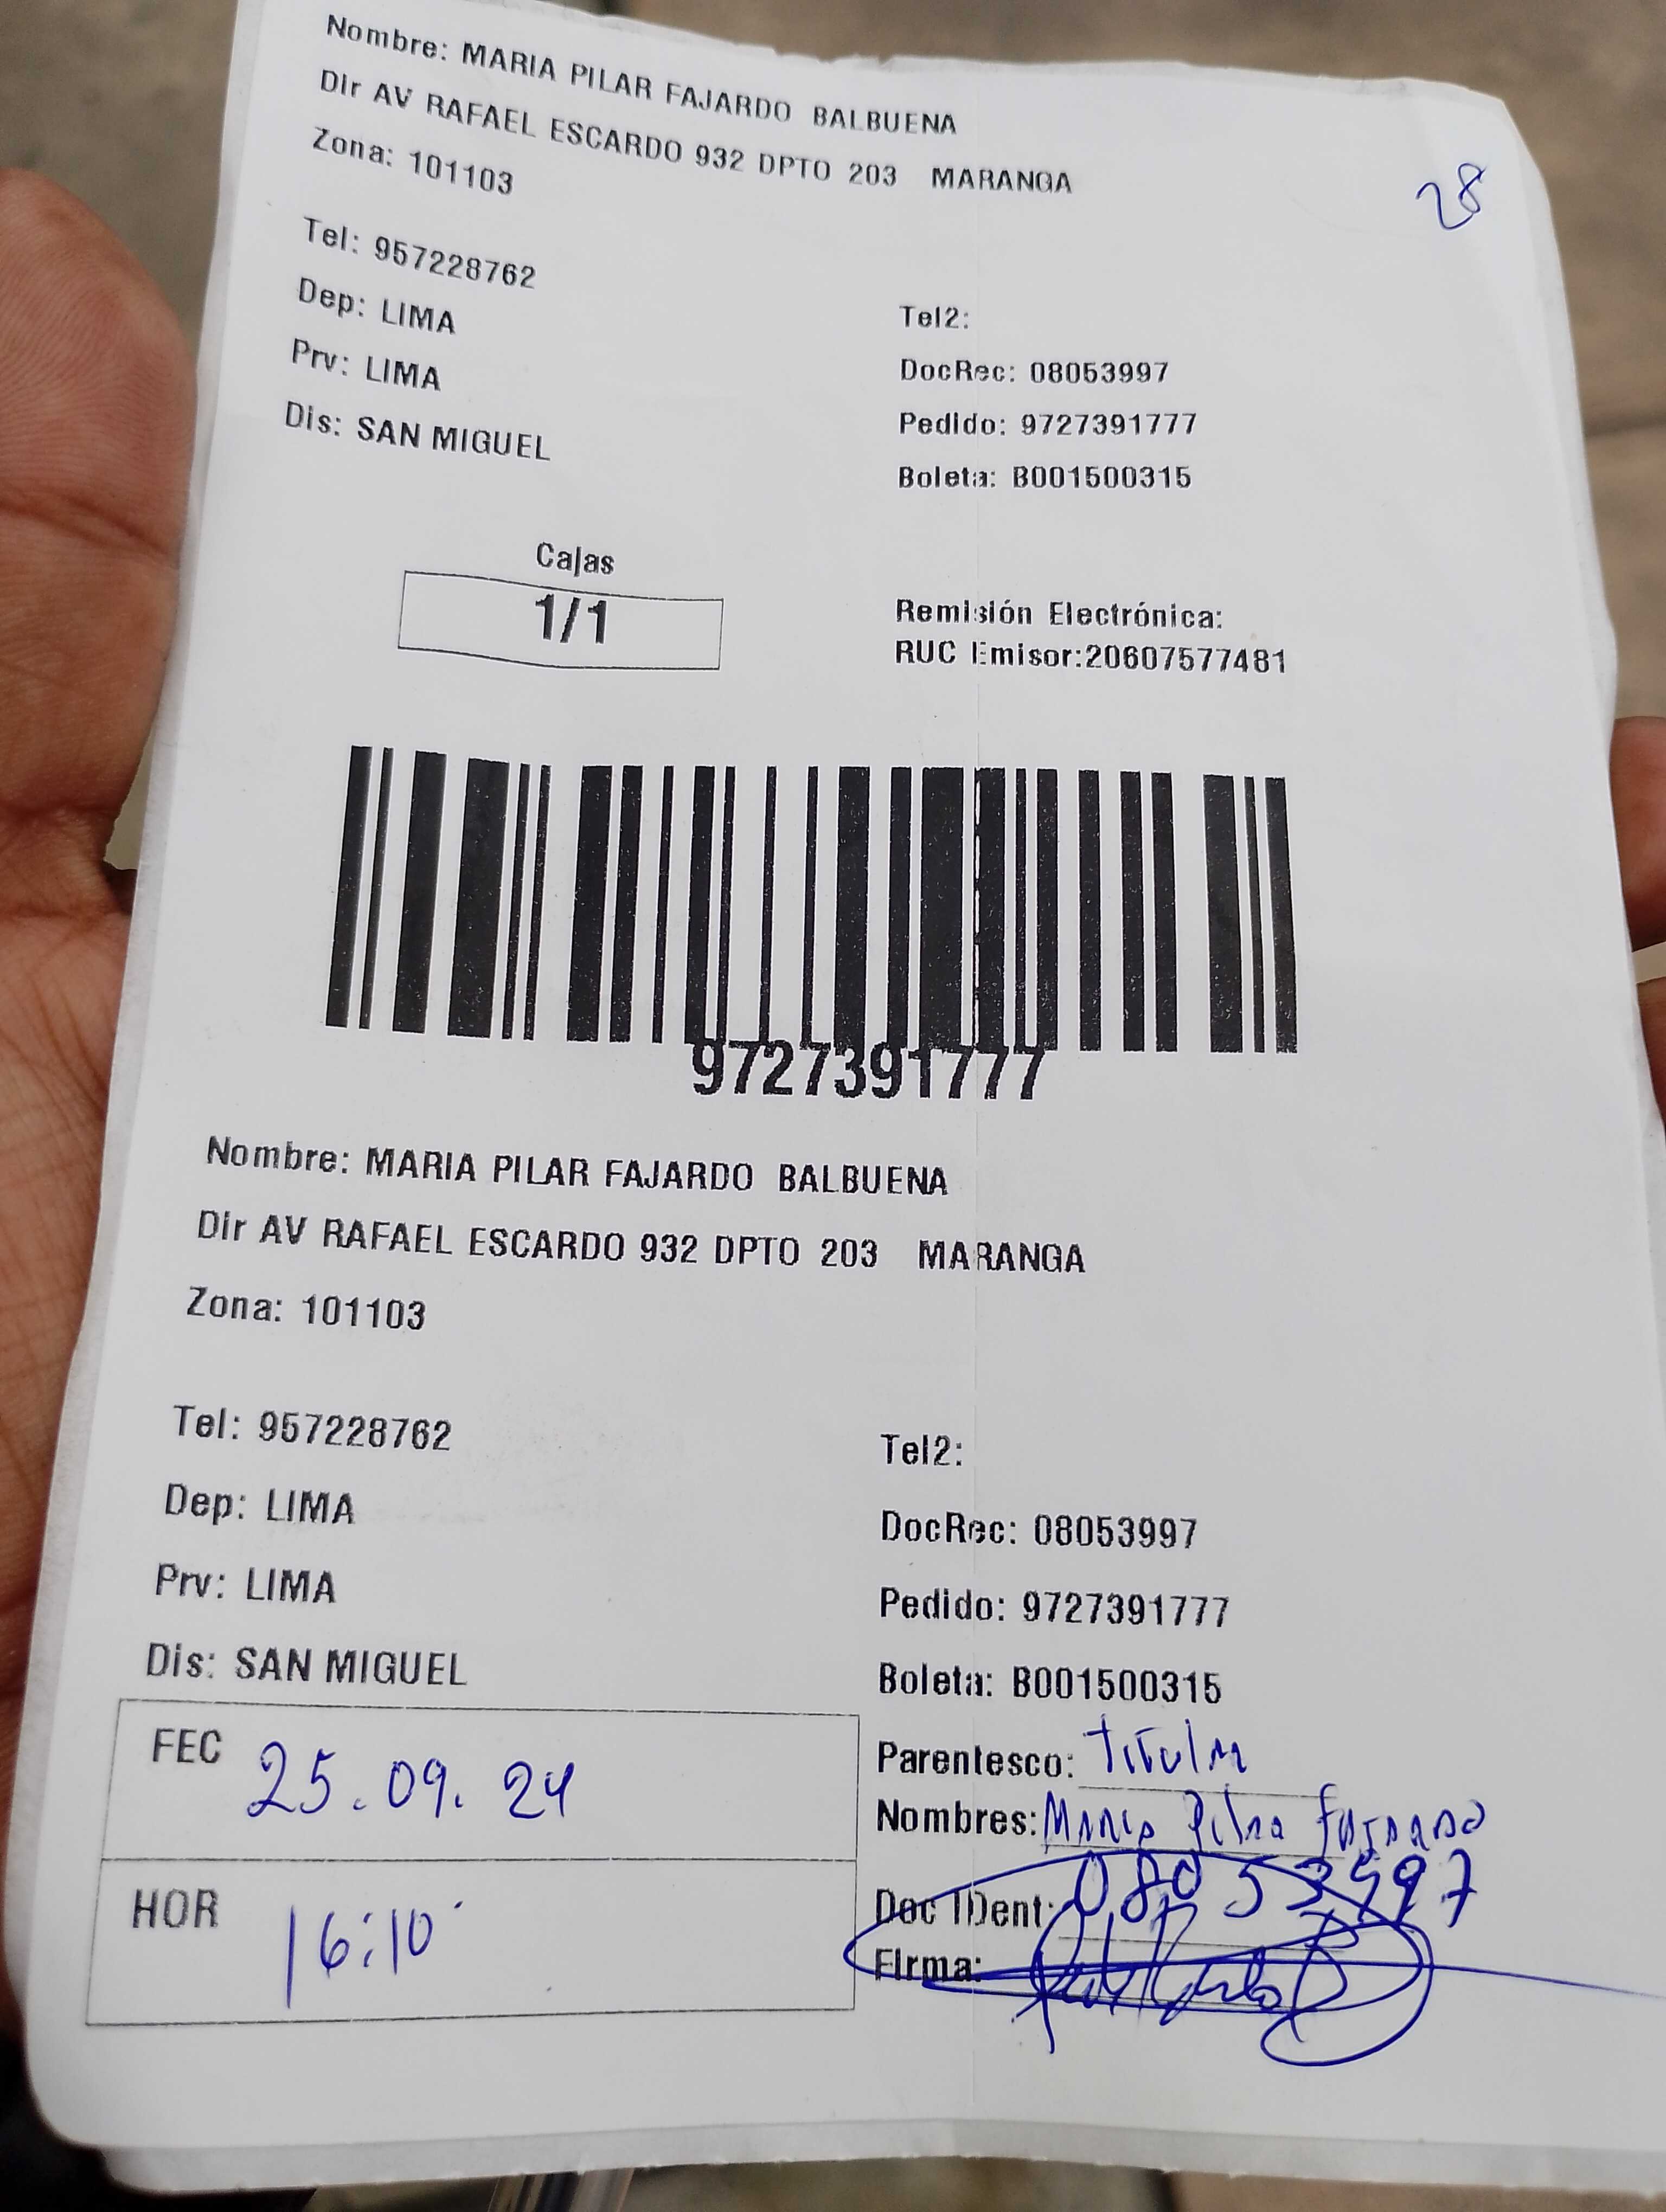 Nombre: MARIA PILAR FAJARDO BALBUENA
Dir AV RAFAEL ESCARDO 932 DPTO 203 MARANGA
Zona: 101103
28
Tel: 957228762
Tel2:
Dep: LIMA
DocRec: 08053997
Prv: LIMA
Pedido: 9727391777
Dis: SAN MIGUEL
Boleta: B001500315
Cajas
1/1
Remisión Electrónica:
RUC Emisor:20607577481
9727391777
Nombre: MARIA PILAR FAJARDO BALBUENA
Dir AV RAFAEL ESCARDO 932 DPTO 203 MARANGA
Zona: 101103
Tel: 957228762
Tel2:
Dep: LIMA
DocRec: 08053997
Prv: LIMA
Pedido: 9727391777
Dis: SAN MIGUEL
Boleta: B001500315
FEC 25.09.24
Parentesco: Titular
Nombres: Maria Pilar Fajardo
HOR 16:10
Doc IDent: 08053997
Firma: